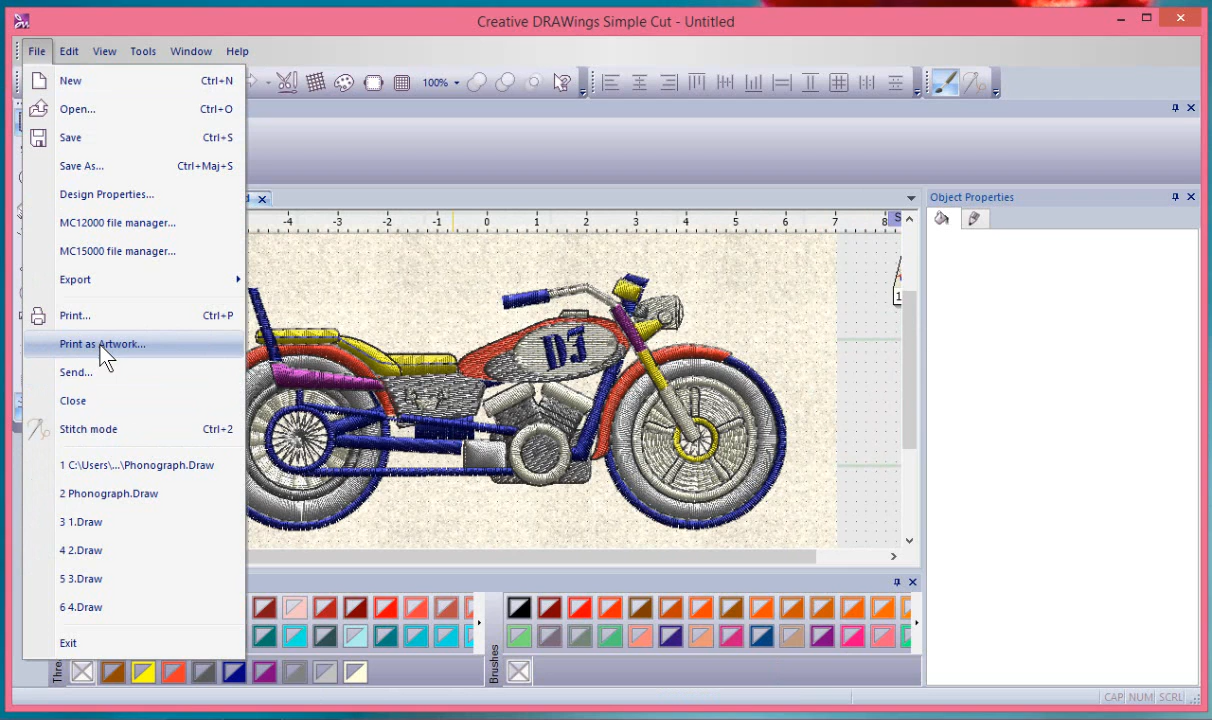 Creative DRAWings Simple Cut - Untitled
File Edit View Tools Window Help
New Ctrl+N
Open... Ctrl+O
Save Ctrl+S
Save As... Ctrl+Maj+S
Design Properties...
MC12000 file manager...
MC15000 file manager...
Export
Print... Ctrl+P
Print as Artwork...
Send...
Close
Stitch mode Ctrl+2
1 C:\Users\...\Phonograph.Draw
2 Phonograph.Draw
3 1.Draw
4 2.Draw
5 3.Draw
6 4.Draw
Exit
100%
-4 -3 -2 -1 0 1 2 3 4 5 6 7 8
DJ
1
Object Properties
Brushes
CAP NUM SCRL